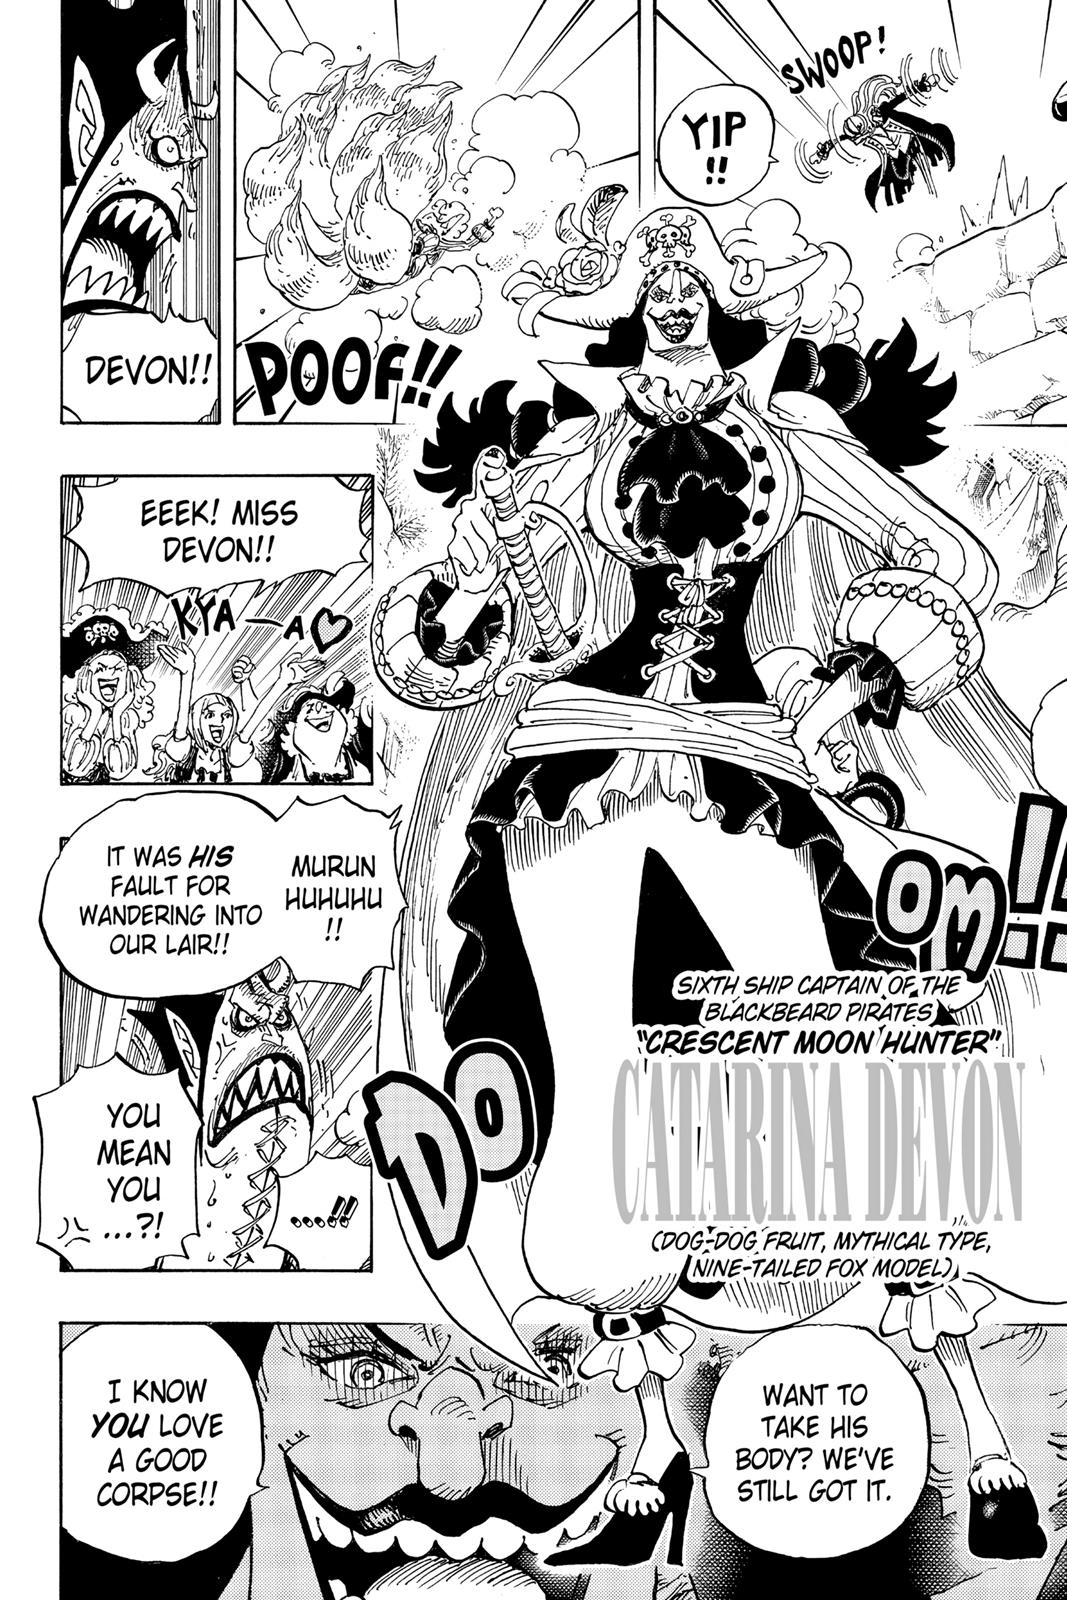 SWOOP!
YIP
!!
POOF!!
DEVON!!
EEEK! MISS
DEVON!!
KYA—A♡
MURUN
HUHUHU
!!
IT WAS HIS
FAULT FOR
WANDERING INTO
OUR LAIR!!
YOU
MEAN
YOU
...?!
....!!
DOOM!!
SIXTH SHIP CAPTAIN OF THE
BLACKBEARD PIRATES
"CRESCENT MOON HUNTER"
CATARINA DEVON
(DOG-DOG FRUIT, MYTHICAL TYPE,
NINE-TAILED FOX MODEL)
WANT TO
TAKE HIS
BODY? WE'VE
STILL GOT IT.
I KNOW
YOU LOVE
A GOOD
CORPSE!!